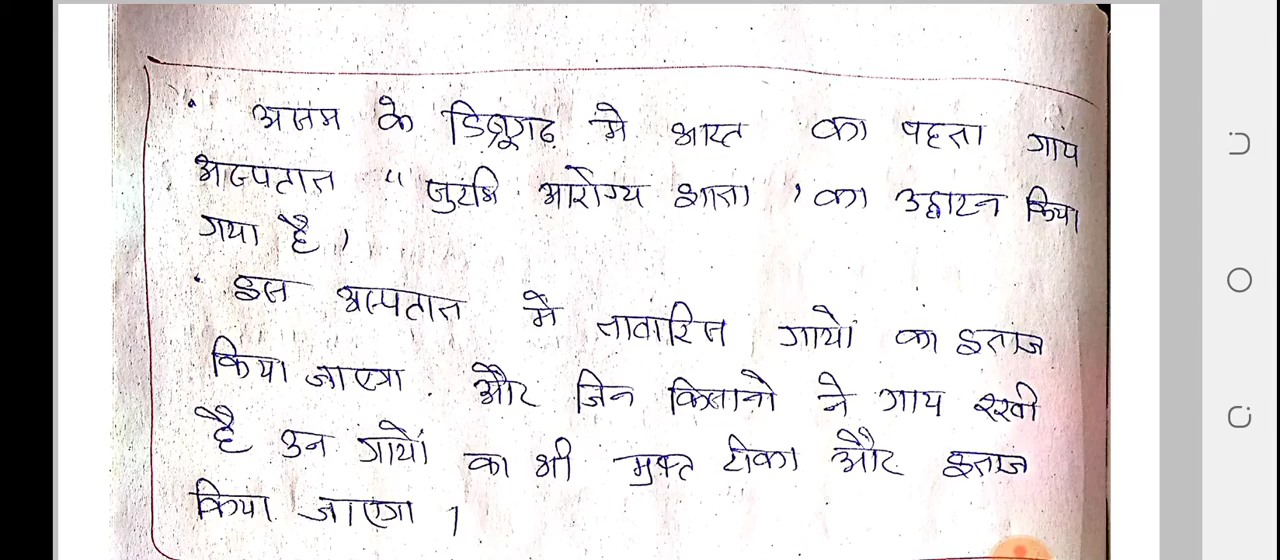 • असम के डिब्रूगढ़ मे भारत का पहला गाय
अस्पताल “सुरभि आरोग्य शाला’ का उद्घाटन किया
गया है।
• इस अस्पताल में लावारिस गायों का इलाज
किया जाएगा. और जिन किसानो ने गाय रखी
है उन गायों का भी मुफ्त टीका और इलाज
किया जाएगा।